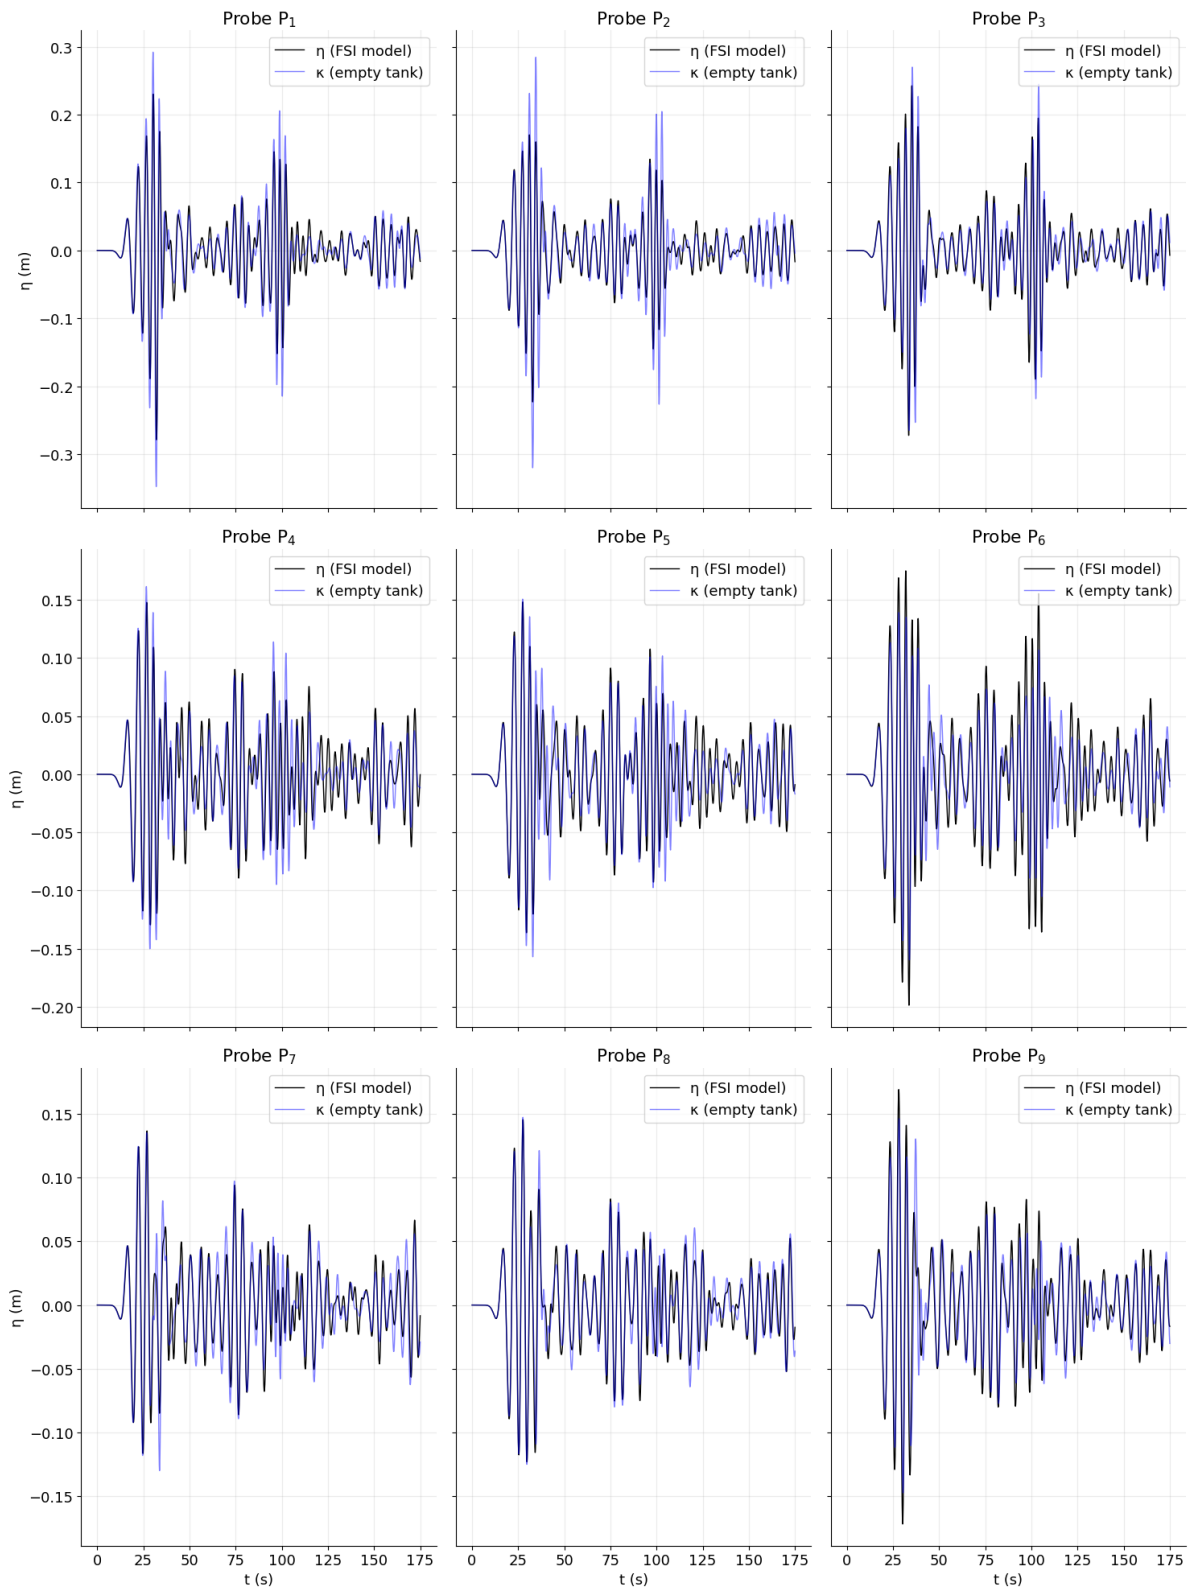 Probe P₁
Probe P₂
Probe P₃
η (FSI model)
κ (empty tank)
η (FSI model)
κ (empty tank)
η (FSI model)
κ (empty tank)
0.3
0.2
0.1
0.0
−0.1
−0.2
−0.3
η (m)
Probe P₄
Probe P₅
Probe P₆
η (FSI model)
κ (empty tank)
η (FSI model)
κ (empty tank)
η (FSI model)
κ (empty tank)
0.15
0.10
0.05
0.00
−0.05
−0.10
−0.15
−0.20
η (m)
Probe P₇
Probe P₈
Probe P₉
η (FSI model)
κ (empty tank)
η (FSI model)
κ (empty tank)
η (FSI model)
κ (empty tank)
0.15
0.10
0.05
0.00
−0.05
−0.10
−0.15
η (m)
0 25 50 75 100 125 150 175
0 25 50 75 100 125 150 175
0 25 50 75 100 125 150 175
t (s)
t (s)
t (s)